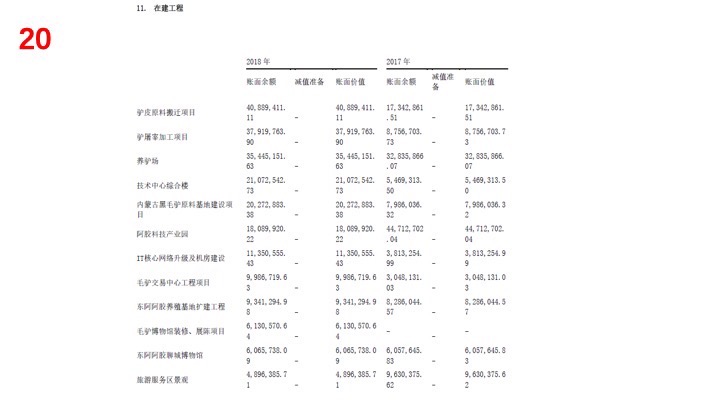 11. 在建工程
20
2018 年 2017 年
账面余额 减值准备 账面价值 账面余额 减值准备 账面价值
驴皮原料搬迁项目 40,889,411.11 - 40,889,411.11 17,342,861.51 - 17,342,861.51
驴屠宰加工项目 37,919,763.90 - 37,919,763.90 8,756,703.73 - 8,756,703.73
养驴场 35,445,151.63 - 35,445,151.63 32,835,866.07 - 32,835,866.07
技术中心综合楼 21,072,542.73 - 21,072,542.73 5,469,313.50 - 5,469,313.50
内蒙古黑毛驴原料基地建设项目 20,272,883.38 - 20,272,883.38 7,986,036.32 - 7,986,036.32
阿胶科技产业园 18,089,920.22 - 18,089,920.22 44,712,702.04 - 44,712,702.04
IT核心网络升级及机房建设 11,350,555.43 - 11,350,555.43 3,813,254.99 - 3,813,254.99
毛驴交易中心工程项目 9,986,719.63 - 9,986,719.63 3,048,131.03 - 3,048,131.03
东阿阿胶养殖基地扩建工程 9,341,294.98 - 9,341,294.98 8,286,044.57 - 8,286,044.57
毛驴博物馆装修、展陈项目 6,130,570.64 - 6,130,570.64 - - -
东阿阿胶聊城博物馆 6,065,738.09 - 6,065,738.09 6,057,645.83 - 6,057,645.83
旅游服务区景观 4,896,385.71 - 4,896,385.71 9,630,375.62 - 9,630,375.62